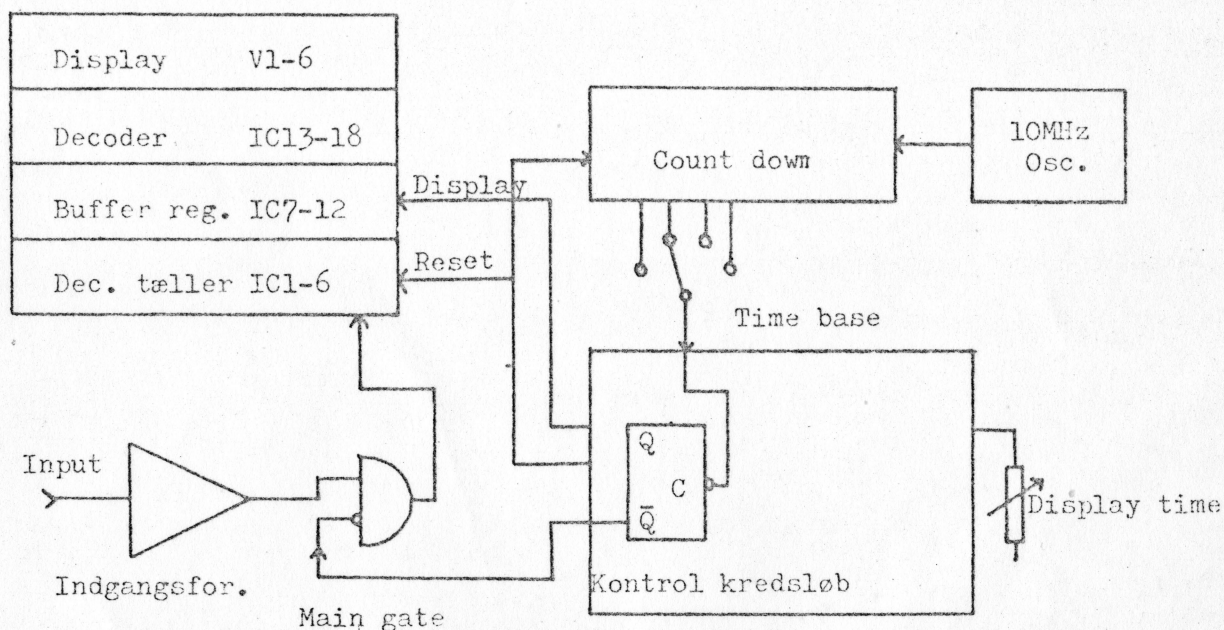 Display V1-6
Decoder IC13-18
Buffer reg. IC7-12
Dec. tæller IC1-6
Display
Reset
Count down
10MHz
Osc.
Time base
Input
Indgangsfor.
Main gate
Q
C
Q̅
Kontrol kredsløb
Display time